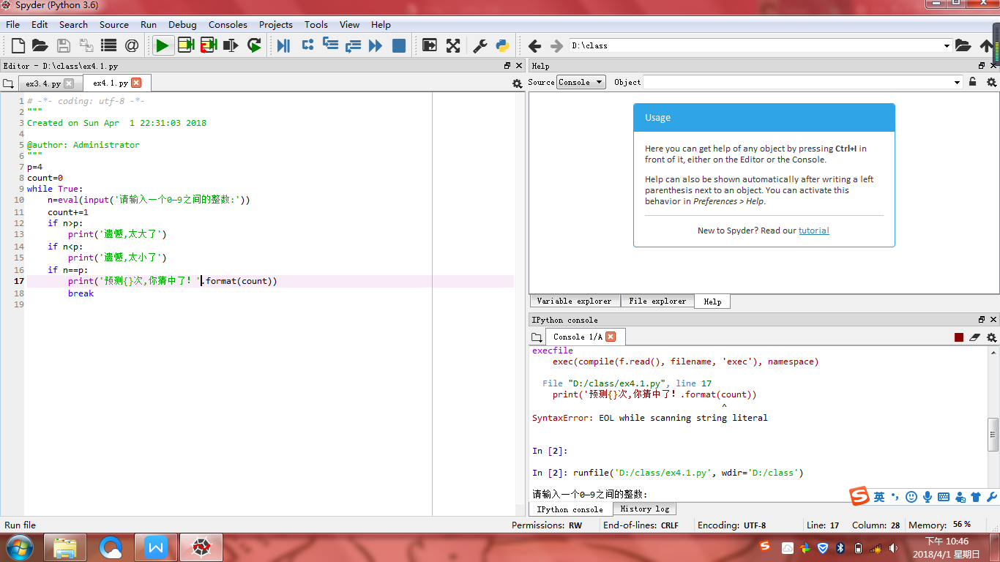 Spyder (Python 3.6)
File Edit Search Source Run Debug Consoles Projects Tools View Help
D:\class
Editor - D:\class\ex4.1.py
ex3.4.py ex4.1.py
1 # -*- coding: utf-8 -*-
2 """
3 Created on Sun Apr  1 22:31:03 2018
4
5 @author: Administrator
6 """
7 p=4
8 count=0
9 while True:
10     n=eval(input('请输入一个0—9之间的整数:'))
11     count+=1
12     if n>p:
13         print('遗憾,太大了')
14     if n<p:
15         print('遗憾,太小了')
16     if n==p:
17         print('预测{}次,你猜中了! '.format(count))
18         break
19
Help
Source Console Object
Usage
Here you can get help of any object by pressing Ctrl+I in
front of it, either on the Editor or the Console.
Help can also be shown automatically after writing a left
parenthesis next to an object. You can activate this
behavior in Preferences > Help.
New to Spyder? Read our tutorial
Variable explorer File explorer Help
IPython console
Console 1/A
execfile
    exec(compile(f.read(), filename, 'exec'), namespace)
  File "D:/class/ex4.1.py", line 17
    print('预测{}次,你猜中了! .format(count))
^
SyntaxError: EOL while scanning string literal
In [2]:
In [2]: runfile('D:/class/ex4.1.py', wdir='D:/class')
请输入一个0—9之间的整数:
英
IPython console History log
Run file
Permissions: RW End-of-lines: CRLF Encoding: UTF-8 Line: 17 Column: 28 Memory: 56 %
下午 10:46
2018/4/1 星期日